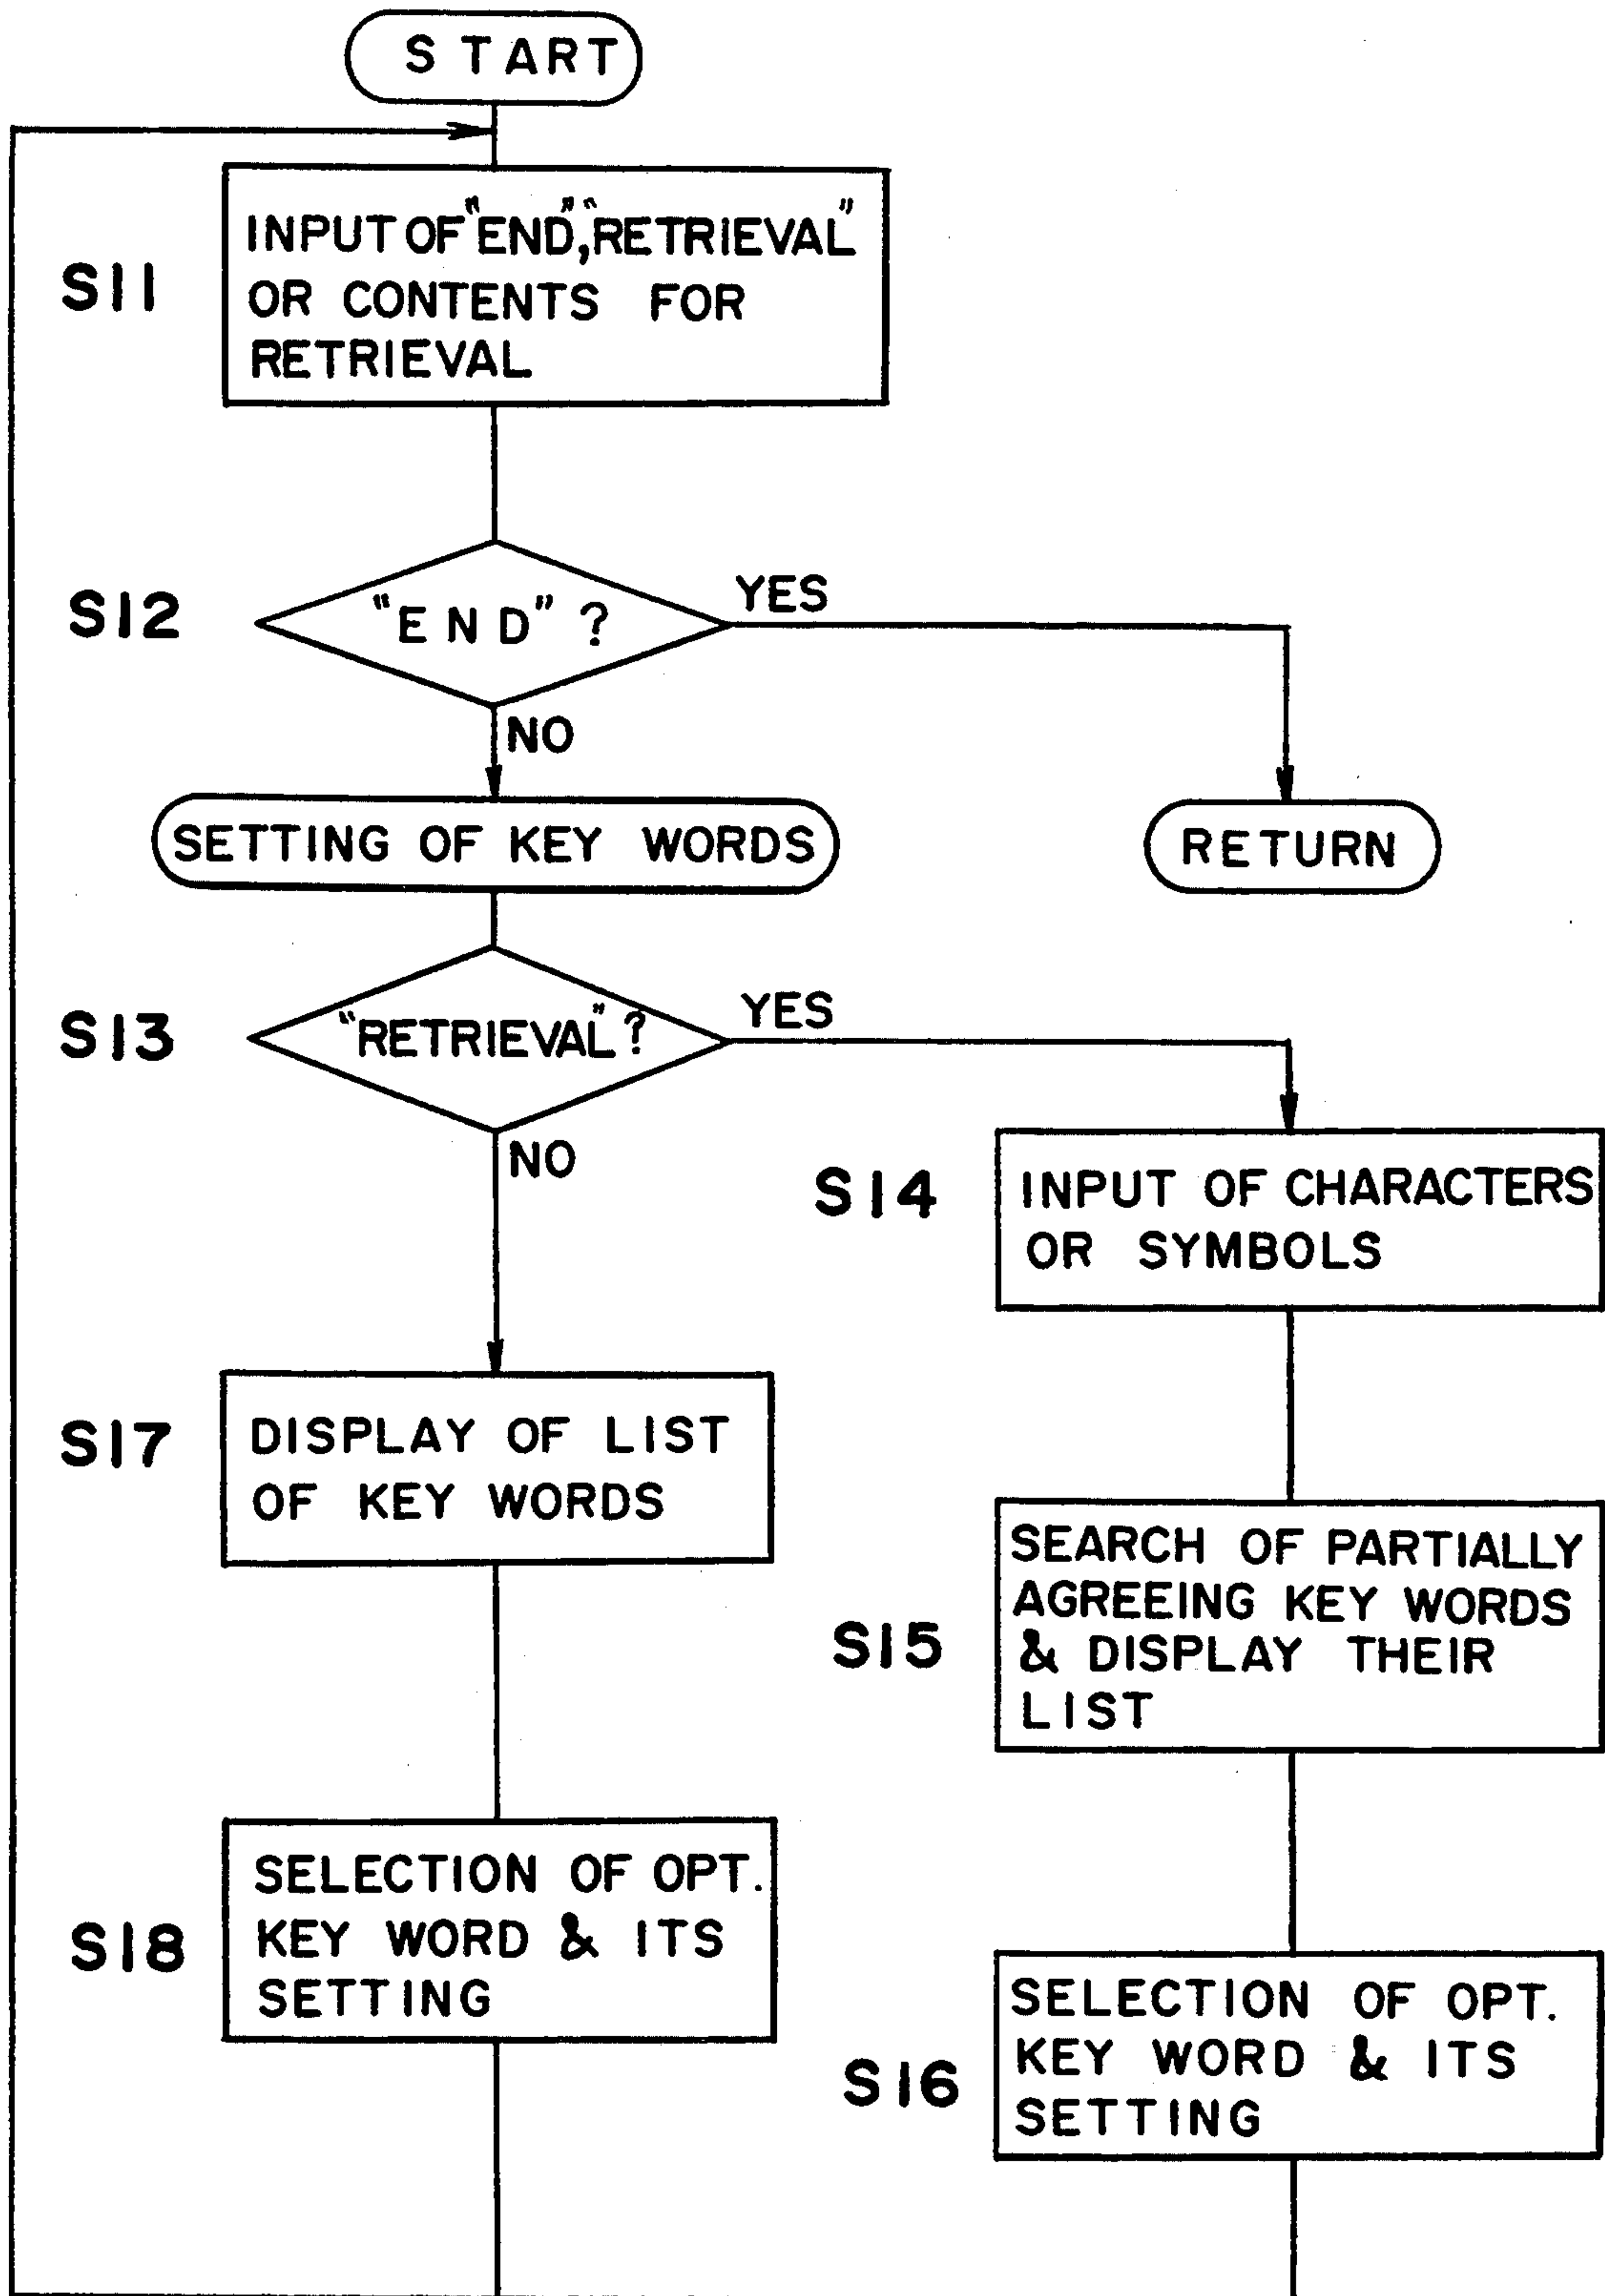 START
S11
INPUT OF "END", "RETRIEVAL"
OR CONTENTS FOR
RETRIEVAL
S12
"END" ?
YES
NO
SETTING OF KEY WORDS
RETURN
S13
"RETRIEVAL" ?
YES
NO
S14
INPUT OF CHARACTERS
OR SYMBOLS
S17
DISPLAY OF LIST
OF KEY WORDS
S15
SEARCH OF PARTIALLY
AGREEING KEY WORDS
& DISPLAY THEIR
LIST
S18
SELECTION OF OPT.
KEY WORD & ITS
SETTING
S16
SELECTION OF OPT.
KEY WORD & ITS
SETTING